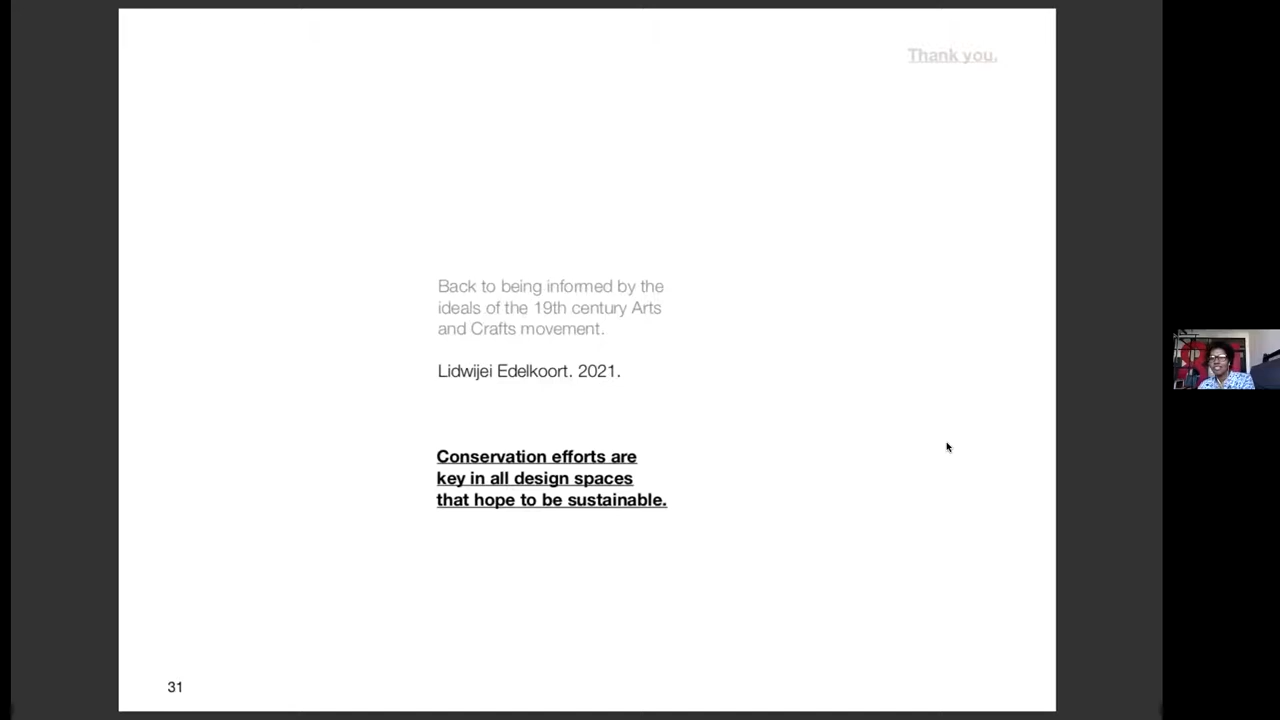 Thank you.
Back to being informed by the
ideals of the 19th century Arts
and Crafts movement.
Lidwijei Edelkoort. 2021.
Conservation efforts are
key in all design spaces
that hope to be sustainable.
31